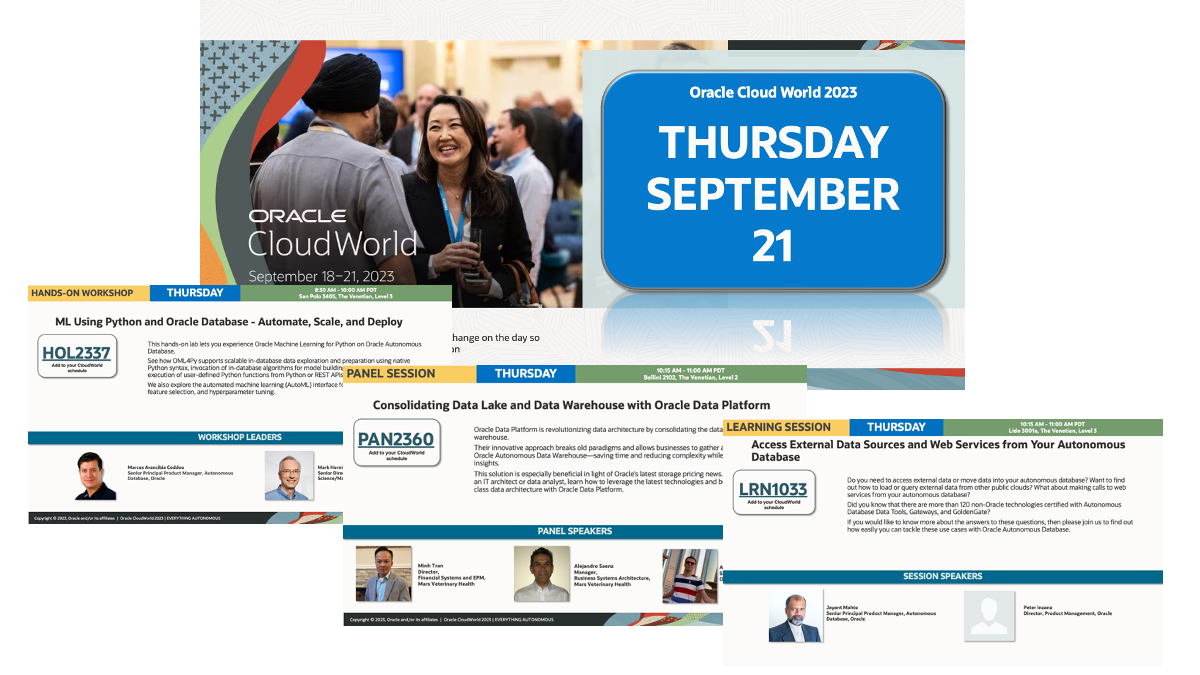 Oracle Cloud World 2023
THURSDAY
SEPTEMBER
21
ORACLE
CloudWorld
September 18–21, 2023
21
hange on the day so
on
HANDS-ON WORKSHOP
THURSDAY
8:30 AM - 10:00 AM PDT
San Polo 3405, The Venetian, Level 3
ML Using Python and Oracle Database - Automate, Scale, and Deploy
HOL2337
Add to your CloudWorld
schedule
This hands-on lab lets you experience Oracle Machine Learning for Python on Oracle Autonomous
Database.
See how OML4Py supports scalable in-database data exploration and preparation using native
Python syntax, invocation of in-database algorithms for model building
execution of user-defined Python functions from Python or REST APIs
We also explore the automated machine learning (AutoML) interface f
feature selection, and hyperparameter tuning.
WORKSHOP LEADERS
Marcos Arancibia Coddou
Senior Principal Product Manager, Autonomous
Database, Oracle
Mark Horni
Senior Dire
Science/Ma
Copyright © 2023, Oracle and/or its affiliates | Oracle CloudWorld 2023 | EVERYTHING AUTONOMOUS
PANEL SESSION
THURSDAY
10:15 AM - 11:00 AM PDT
Bellini 2102, The Venetian, Level 2
Consolidating Data Lake and Data Warehouse with Oracle Data Platform
PAN2360
Add to your CloudWorld
schedule
Oracle Data Platform is revolutionizing data architecture by consolidating the data
warehouse.
Their innovative approach breaks old paradigms and allows businesses to gather a
Oracle Autonomous Data Warehouse—saving time and reducing complexity while
insights.
This solution is especially beneficial in light of Oracle's latest storage pricing news.
an IT architect or data analyst, learn how to leverage the latest technologies and b
class data architecture with Oracle Data Platform.
PANEL SPEAKERS
Minh Tran
Director,
Financial Systems and EPM,
Mars Veterinary Health
Alejandro Saenz
Manager,
Business Systems Architecture,
Mars Veterinary Health
Copyright © 2023, Oracle and/or its affiliates | Oracle CloudWorld 2023 | EVERYTHING AUTONOMOUS
LEARNING SESSION
THURSDAY
10:15 AM - 11:00 AM PDT
Lido 3001a, The Venetian, Level 3
Access External Data Sources and Web Services from Your Autonomous
Database
LRN1033
Add to your CloudWorld
schedule
Do you need to access external data or move data into your autonomous database? Want to find
out how to load or query external data from other public clouds? What about making calls to web
services from your autonomous database?
Did you know that there are more than 120 non-Oracle technologies certified with Autonomous
Database Data Tools, Gateways, and GoldenGate?
If you would like to know more about the answers to these questions, then please join us to find out
how easily you can tackle these use cases with Oracle Autonomous Database.
SESSION SPEAKERS
Jayant Mahto
Senior Principal Product Manager, Autonomous
Database, Oracle
Peter Inzana
Director, Product Management, Oracle